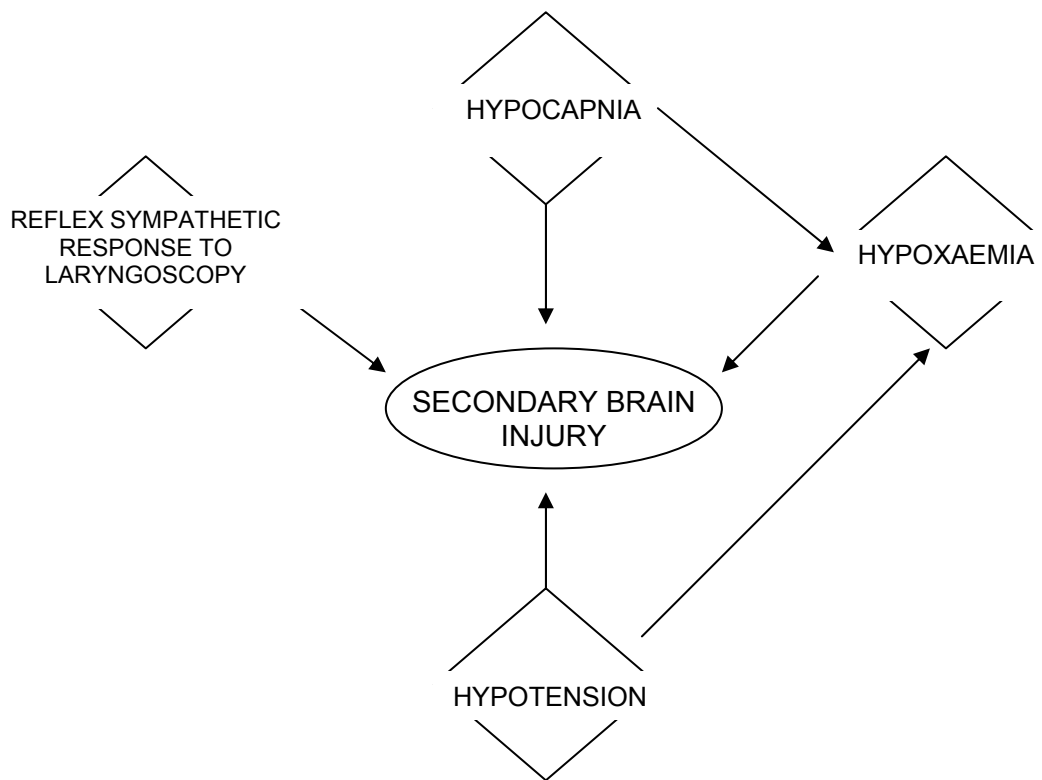 HYPOCAPNIA
REFLEX SYMPATHETIC
RESPONSE TO
LARYNGOSCOPY
HYPOXAEMIA
SECONDARY BRAIN
INJURY
HYPOTENSION